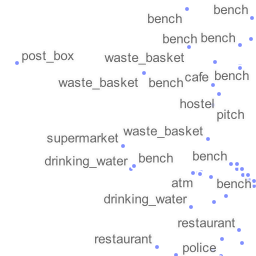 bench
bench
bench
bench
post_box
waste_basket
waste_basket
bench
cafe
bench
hostel
pitch
waste_basket
supermarket
drinking_water
bench
bench
atm
bench
drinking_water
restaurant
restaurant
police